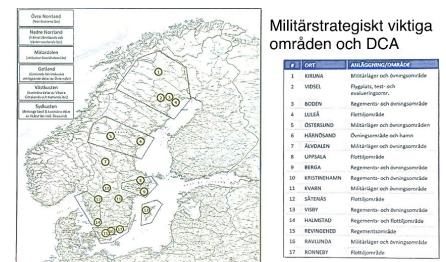 Övre Norrland
Nedre Norrland
Mälardalen
Gotland
Västkusten
Sydkusten
Militärstrategiskt viktiga
områden och DCA
# ORT ANLÄGGNING/OMRÅDE
1 KIRUNA Militärläger och övningsområde
2 VIDSEL Flygplats, test- och
evalueringsomr.
3 BODEN Regements- och övningsområde
4 LULEÅ Flottiljområde
5 ÖSTERSUND Militärläger och övningsområden
6 HÄRNÖSAND Övningsområde och hamn
7 ÄLVDALEN Militärläger och övningsområde
8 UPPSALA Flottiljområde
9 BERGA Regements- och övningsområde
10 KRISTINEHAMN Regements- och övningsområde
11 KVARN Militärläger och övningsområde
12 SÅTENÄS Flottiljområde
13 VISBY Regements- och övningsområde
14 HALMSTAD Regements- och flottiljområde
15 REVINGEHED Regementsområde
16 RAVLUNDA Militärläger och övningsområde
17 RONNEBY Flottiljområde